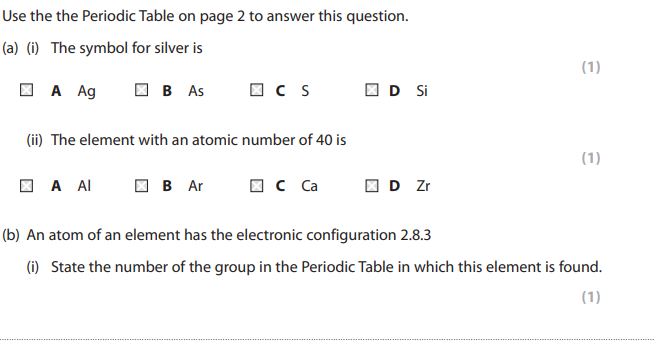 Use the the Periodic Table on page 2 to answer this question.
(a) (i) The symbol for silver is
(1)
A Ag B As C S D Si
(ii) The element with an atomic number of 40 is
(1)
A Al B Ar C Ca D Zr
(b) An atom of an element has the electronic configuration 2.8.3
(i) State the number of the group in the Periodic Table in which this element is found.
(1)